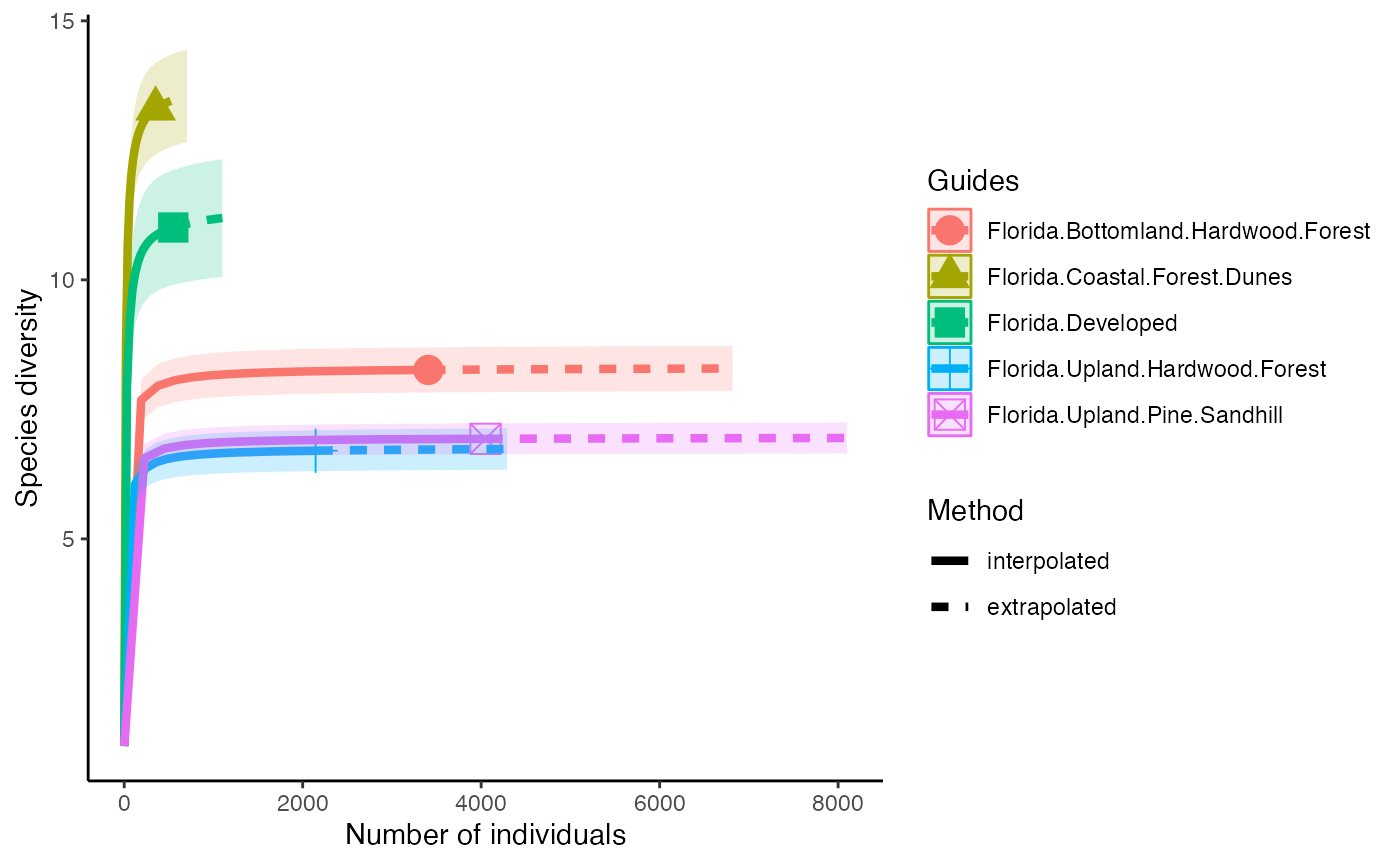 15
10
5
Species diversity
0
2000
4000
6000
8000
Number of individuals
Guides
Florida.Bottomland.Hardwood.Forest
Florida.Coastal.Forest.Dunes
Florida.Developed
Florida.Upland.Hardwood.Forest
Florida.Upland.Pine.Sandhill
Method
interpolated
extrapolated